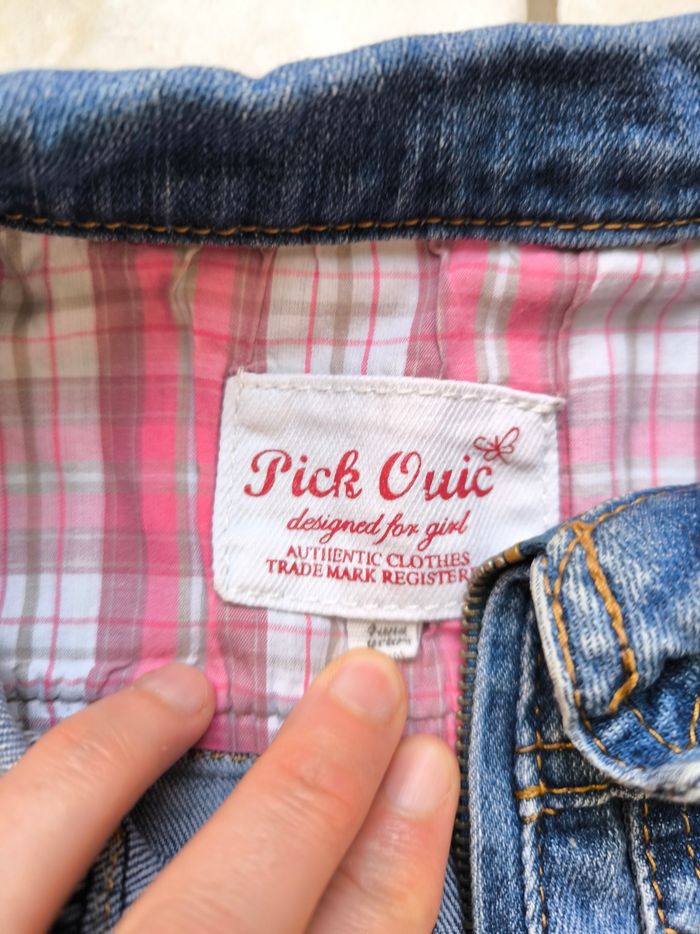 Pick Ouic
designed for girl
AUTHENTIC CLOTHES
TRADE MARK REGISTER